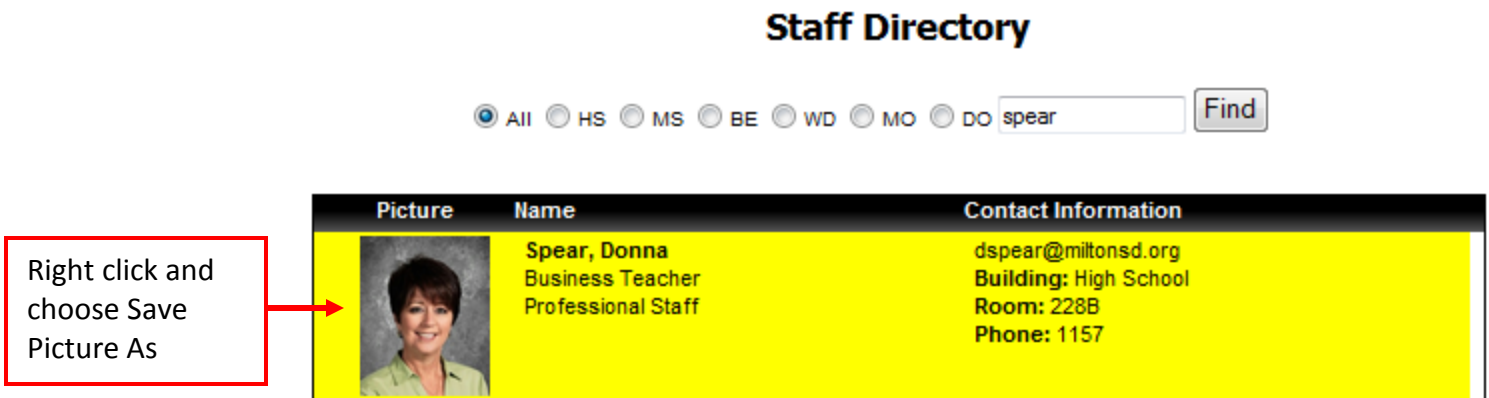 Staff Directory
All HS MS BE WD MO DO spear Find
Picture Name Contact Information
Right click and
choose Save
Picture As
Spear, Donna dspear@miltonsd.org
Business Teacher Building: High School
Professional Staff Room: 228B
Phone: 1157